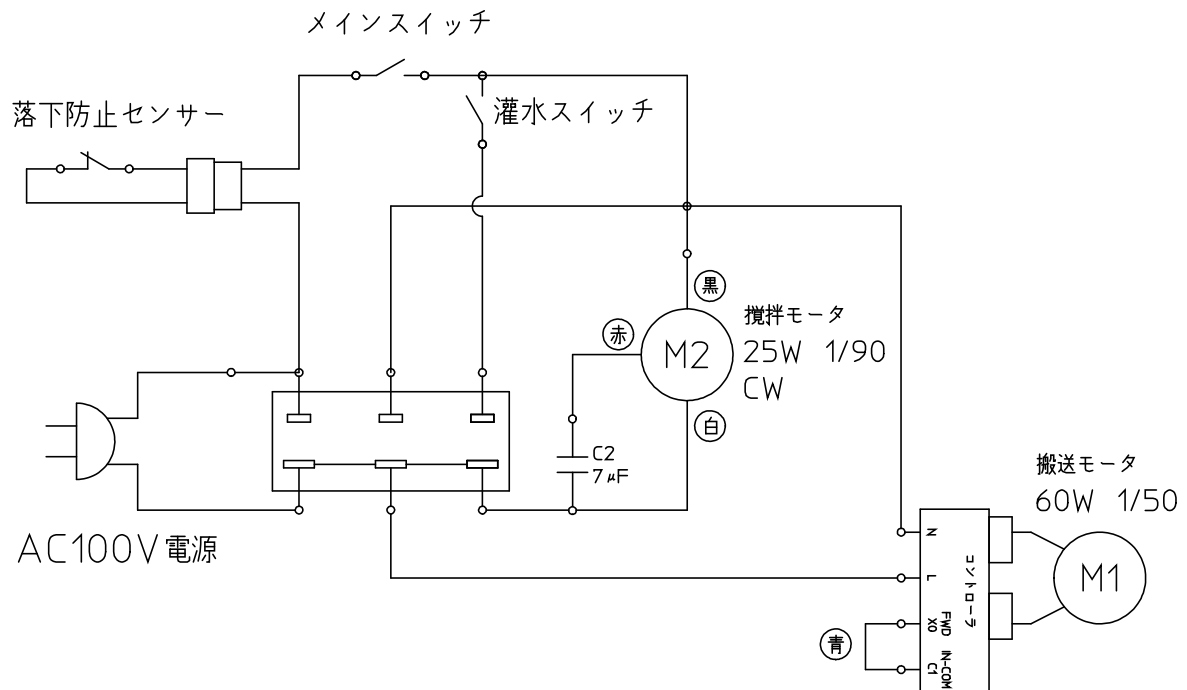 メインスイッチ
落下防止センサー
灌水スイッチ
黒
赤
M2
攪拌モータ
25W 1/90
CW
白
C2
7μF
AC100V電源
搬送モータ
60W 1/50
M1
N
L
コントローラ
X0 FWD
C1 IN-COM
青